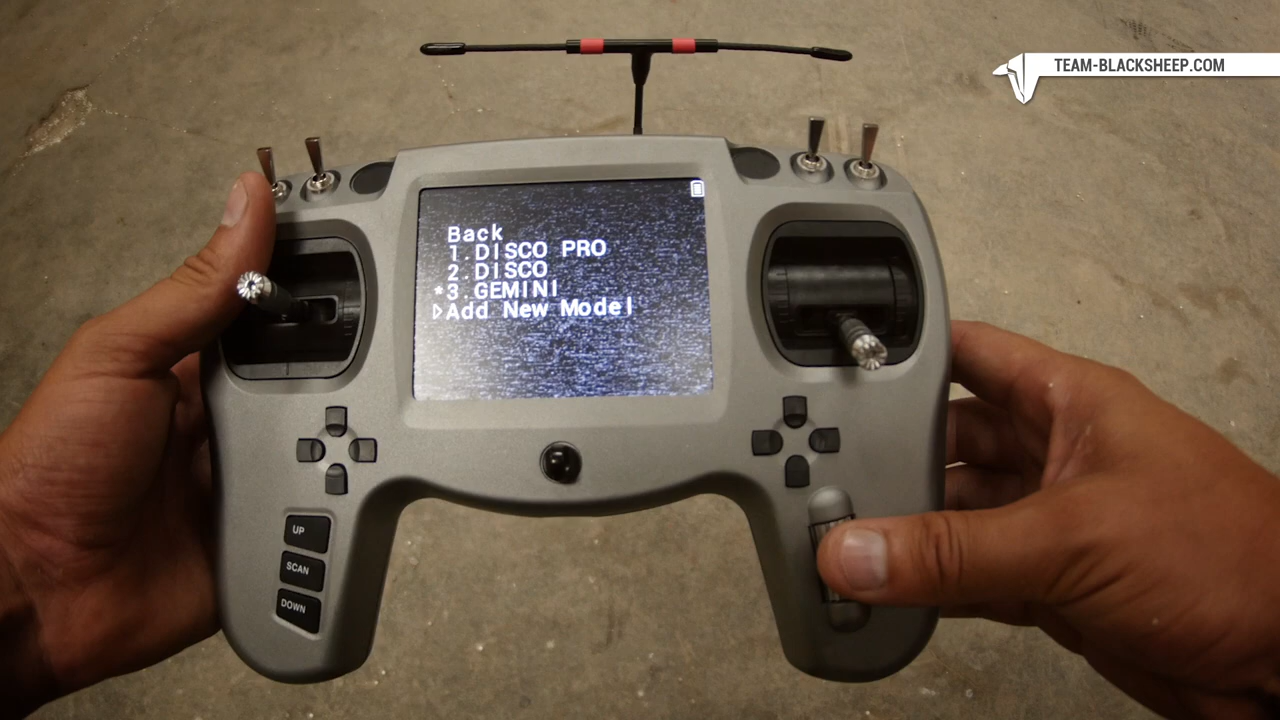 TEAM-BLACKSHEEP.COM
Back
1.DISCO PRO
2.DISCO
*3.GEMINI
▷Add New Model
UP
SCAN
DOWN